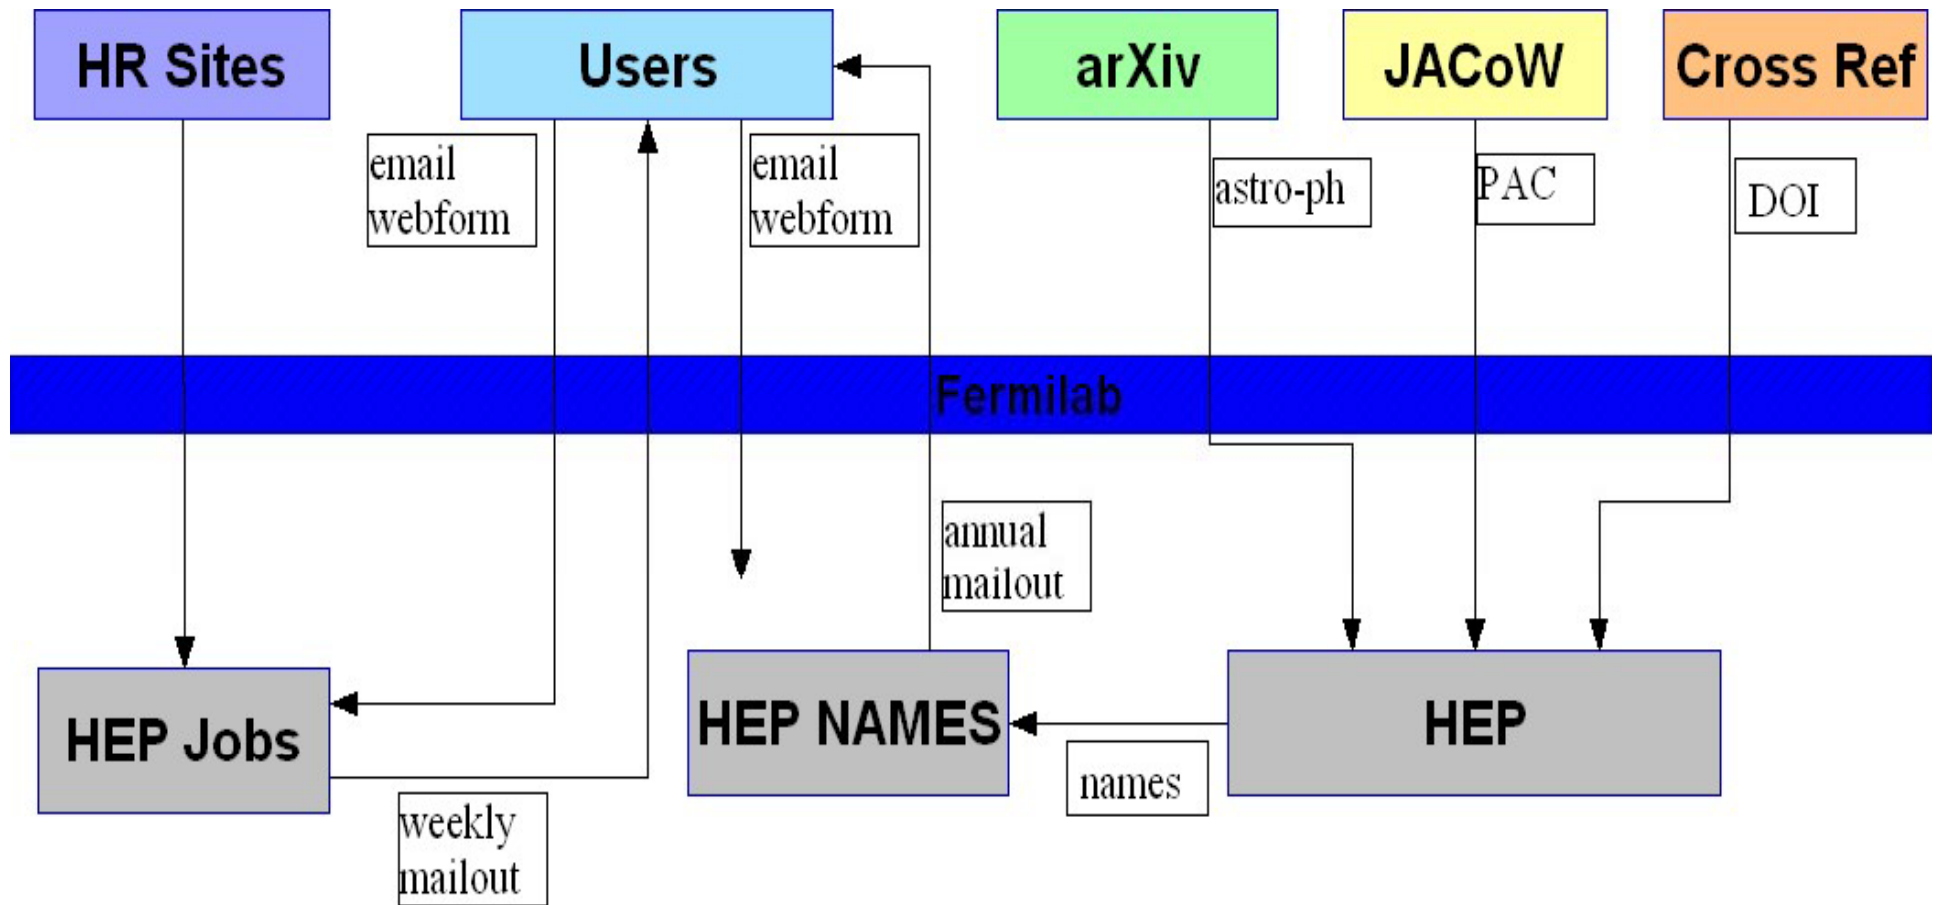 HR Sites
Users
arXiv
JACoW
Cross Ref
email
webform
email
webform
astro-ph
PAC
DOI
Fermilab
annual
mailout
HEP Jobs
HEP NAMES
HEP
names
weekly
mailout